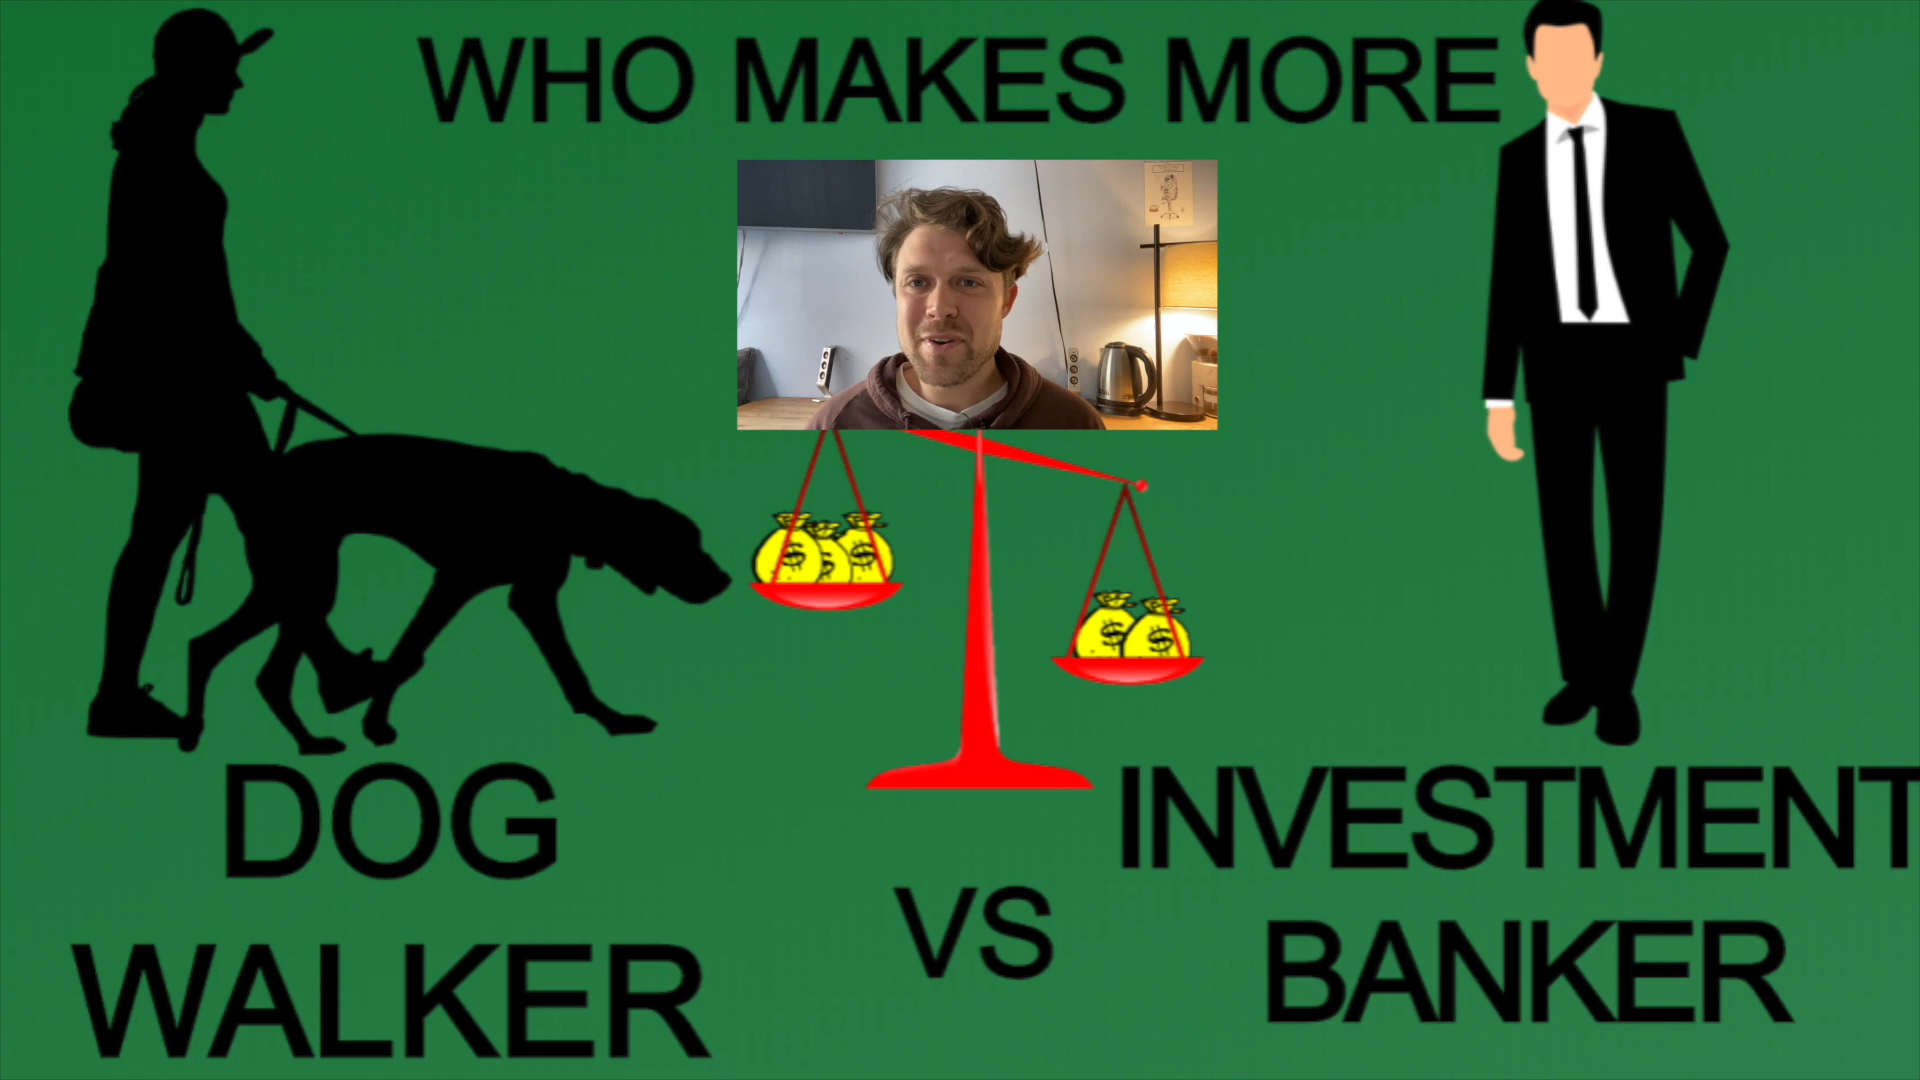 WHO MAKES MORE
$ $ $
$ $
DOG
WALKER
VS
INVESTMENT
BANKER